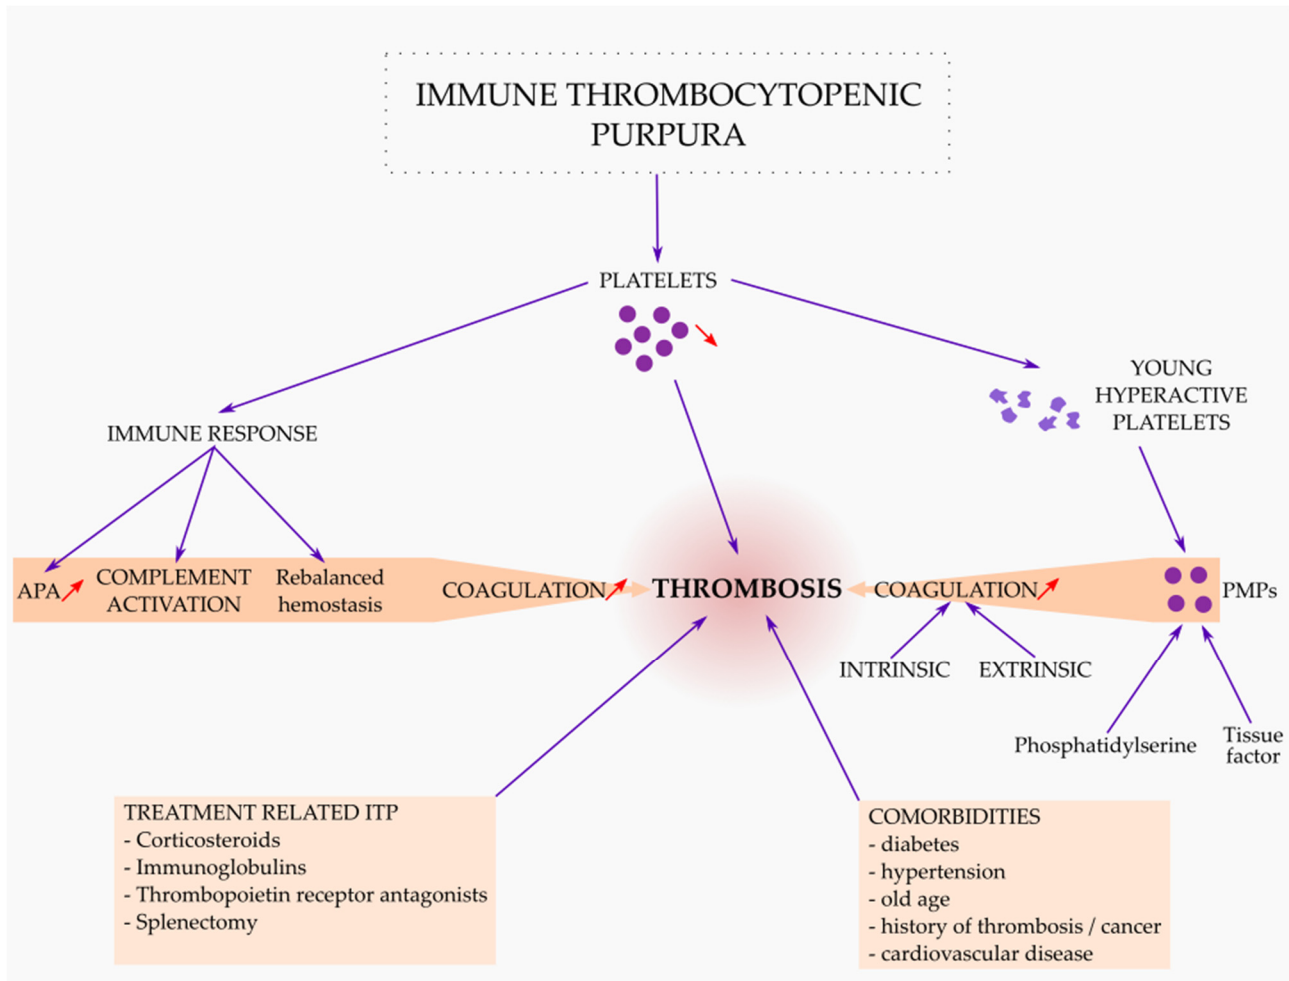 IMMUNE THROMBOCYTOPENIC
PURPURA
PLATELETS
YOUNG
HYPERACTIVE
PLATELETS
IMMUNE RESPONSE
APA
COMPLEMENT
ACTIVATION
Rebalanced
hemostasis
COAGULATION
THROMBOSIS
COAGULATION
PMPs
INTRINSIC
EXTRINSIC
Phosphatidylserine
Tissue
factor
TREATMENT RELATED ITP
- Corticosteroids
- Immunoglobulins
- Thrombopoietin receptor antagonists
- Splenectomy
COMORBIDITIES
- diabetes
- hypertension
- old age
- history of thrombosis / cancer
- cardiovascular disease